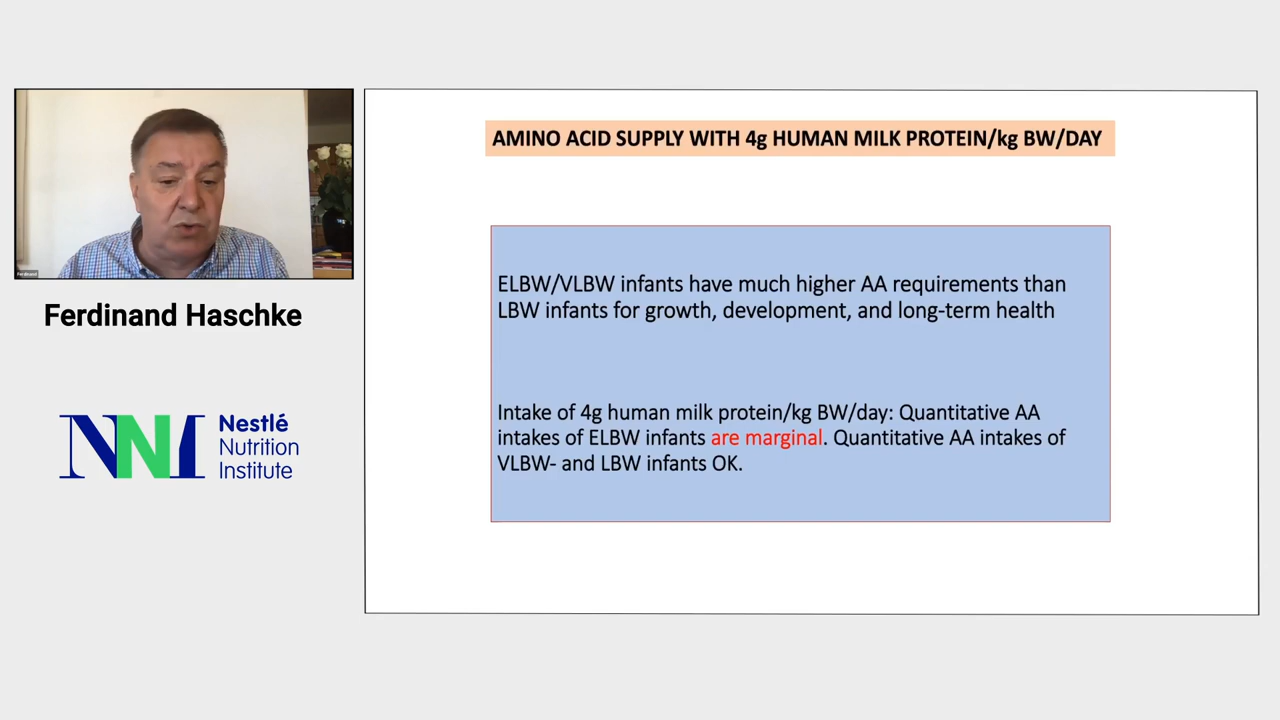 AMINO ACID SUPPLY WITH 4g HUMAN MILK PROTEIN/kg BW/DAY
ELBW/VLBW infants have much higher AA requirements than
LBW infants for growth, development, and long-term health
Intake of 4g human milk protein/kg BW/day: Quantitative AA
intakes of ELBW infants are marginal. Quantitative AA intakes of
VLBW- and LBW infants OK.
Ferdinand
Ferdinand Haschke
NNI
Nestlé
Nutrition
Institute